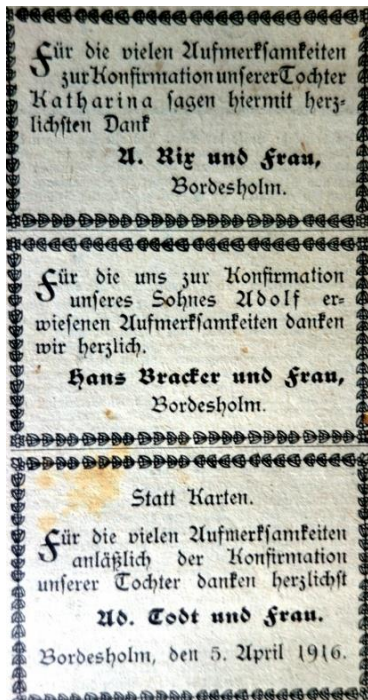 Für die vielen Aufmerksamkeiten
zur Konfirmation unserer Tochter
Katharina sagen hiermit herz-
lichsten Dank
A. Rix und Frau,
Bordesholm.
Für die uns zur Konfirmation
unseres Sohnes Adolf er-
wiesenen Aufmerksamkeiten danken
wir herzlich.
Hans Bracker und Frau,
Bordesholm.
Statt Karten.
Für die vielen Aufmerksamkeiten
anläßlich der Konfirmation
unserer Tochter danken herzlichst
Ad. Todt und Frau.
Bordesholm, den 5. April 1916.